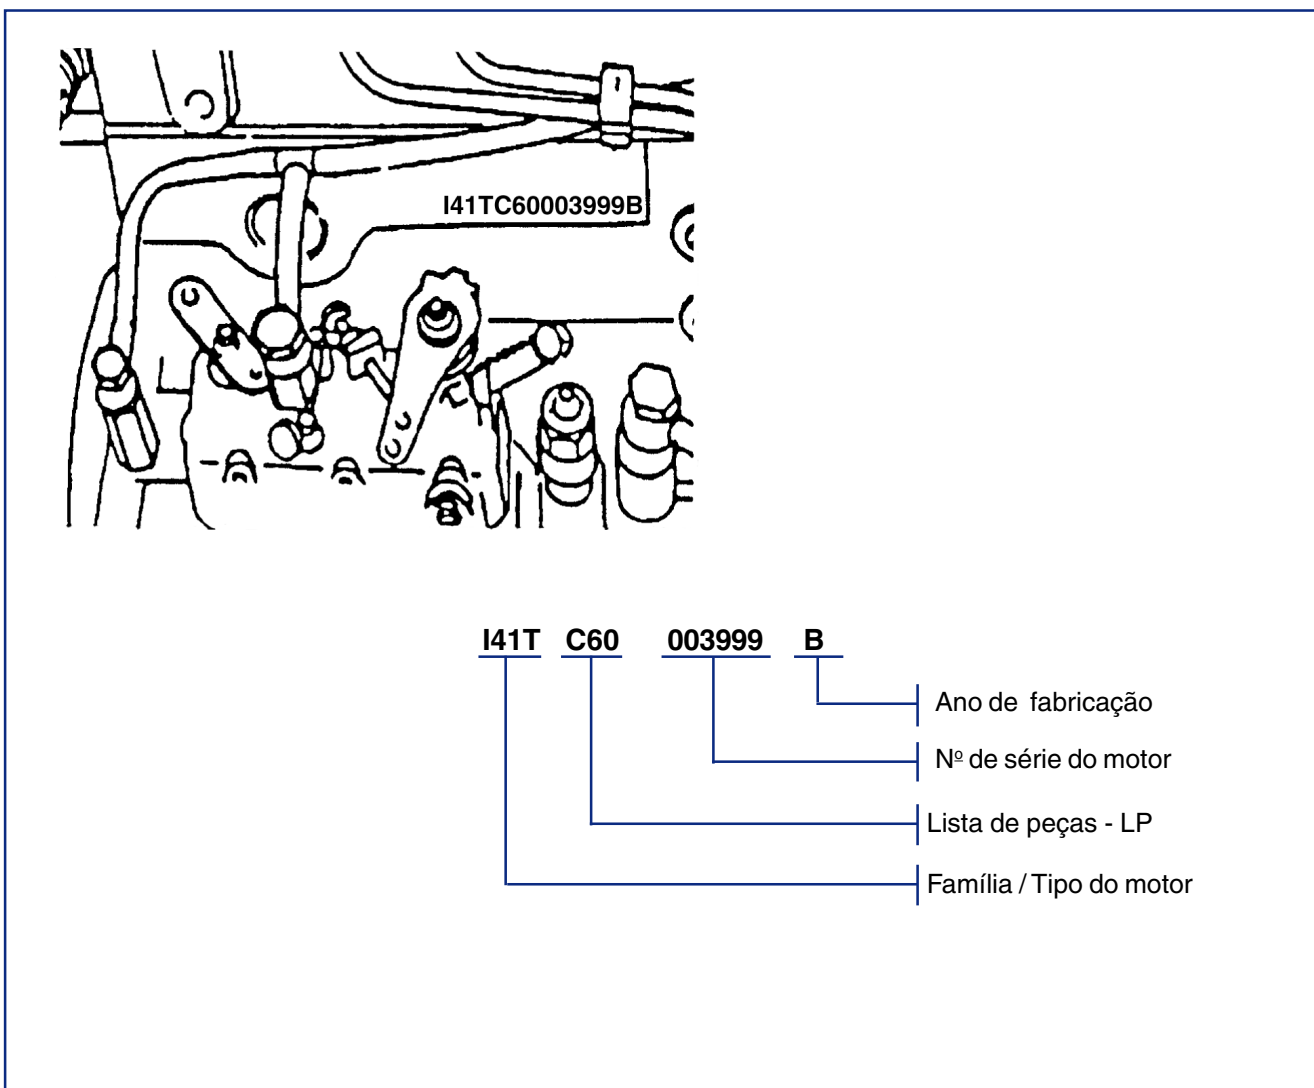 I41TC60003999B
I41T C60 003999 B
Ano de fabricação
Nº de série do motor
Lista de peças - LP
Família / Tipo do motor